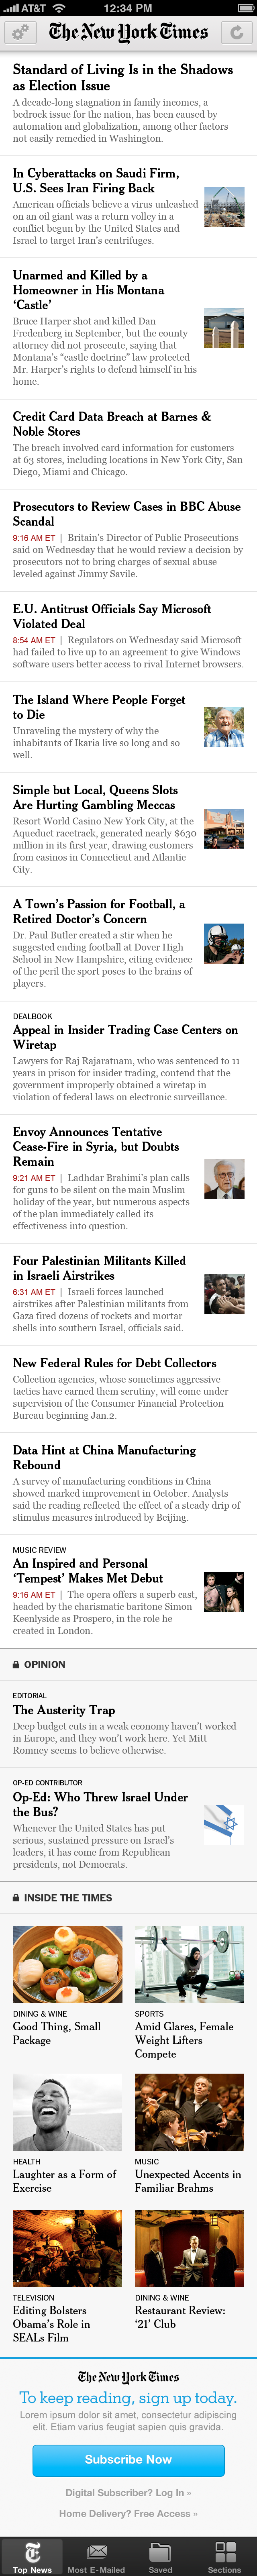 AT&T 12:34 PM
The New York Times
Standard of Living Is in the Shadows
as Election Issue
A decade-long stagnation in family incomes, a
bedrock issue for the nation, has been caused by
automation and globalization, among other factors
not easily remedied in Washington.
In Cyberattacks on Saudi Firm,
U.S. Sees Iran Firing Back
American officials believe a virus unleashed
on an oil giant was a return volley in a
conflict begun by the United States and
Israel to target Iran's centrifuges.
Unarmed and Killed by a
Homeowner in His Montana
‘Castle’
Bruce Harper shot and killed Dan
Fredenberg in September, but the county
attorney did not prosecute, saying that
Montana's “castle doctrine” law protected
Mr. Harper's rights to defend himself in his
home.
Credit Card Data Breach at Barnes &
Noble Stores
The breach involved card information for customers
at 63 stores, including locations in New York City, San
Diego, Miami and Chicago.
Prosecutors to Review Cases in BBC Abuse
Scandal
9:16 AM ET | Britain's Director of Public Prosecutions
said on Wednesday that he would review a decision by
prosecutors not to bring charges of sexual abuse
leveled against Jimmy Savile.
E.U. Antitrust Officials Say Microsoft
Violated Deal
8:54 AM ET | Regulators on Wednesday said Microsoft
had failed to live up to an agreement to give Windows
software users better access to rival Internet browsers.
The Island Where People Forget
to Die
Unraveling the mystery of why the
inhabitants of Ikaria live so long and so
well.
Simple but Local, Queens Slots
Are Hurting Gambling Meccas
Resort World Casino New York City, at the
Aqueduct racetrack, generated nearly $630
million in its first year, drawing customers
from casinos in Connecticut and Atlantic
City.
A Town's Passion for Football, a
Retired Doctor's Concern
Dr. Paul Butler created a stir when he
suggested ending football at Dover High
School in New Hampshire, citing evidence
of the peril the sport poses to the brains of
players.
DEALBOOK
Appeal in Insider Trading Case Centers on
Wiretap
Lawyers for Raj Rajaratnam, who was sentenced to 11
years in prison for insider trading, contend that the
government improperly obtained a wiretap in
violation of federal laws on electronic surveillance.
Envoy Announces Tentative
Cease-Fire in Syria, but Doubts
Remain
9:21 AM ET | Ladhdar Brahimi's plan calls
for guns to be silent on the main Muslim
holiday of the year, but numerous aspects
of the plan immediately called its
effectiveness into question.
Four Palestinian Militants Killed
in Israeli Airstrikes
6:31 AM ET | Israeli forces launched
airstrikes after Palestinian militants from
Gaza fired dozens of rockets and mortar
shells into southern Israel, officials said.
New Federal Rules for Debt Collectors
Collection agencies, whose sometimes aggressive
tactics have earned them scrutiny, will come under
supervision of the Consumer Financial Protection
Bureau beginning Jan.2.
Data Hint at China Manufacturing
Rebound
A survey of manufacturing conditions in China
showed marked improvement in October. Analysts
said the reading reflected the effect of a steady drip of
stimulus measures introduced by Beijing.
MUSIC REVIEW
An Inspired and Personal
‘Tempest’ Makes Met Debut
9:16 AM ET | The opera offers a superb cast,
headed by the charismatic baritone Simon
Keenlyside as Prospero, in the role he
created in London.
OPINION
EDITORIAL
The Austerity Trap
Deep budget cuts in a weak economy haven't worked
in Europe, and they won't work here. Yet Mitt
Romney seems to believe otherwise.
OP-ED CONTRIBUTOR
Op-Ed: Who Threw Israel Under
the Bus?
Whenever the United States has put
serious, sustained pressure on Israel's
leaders, it has come from Republican
presidents, not Democrats.
INSIDE THE TIMES
DINING & WINE
Good Thing, Small
Package
SPORTS
Amid Glares, Female
Weight Lifters
Compete
HEALTH
Laughter as a Form of
Exercise
MUSIC
Unexpected Accents in
Familiar Brahms
TELEVISION
Editing Bolsters
Obama's Role in
SEALs Film
DINING & WINE
Restaurant Review:
‘21’ Club
The New York Times
To keep reading, sign up today.
Lorem ipsum dolor sit amet, consectetur adipiscing
elit. Etiam varius feugiat sapien quis gravida.
Subscribe Now
Digital Subscriber? Log In »
Home Delivery? Free Access »
Top News Most E-Mailed Saved Sections